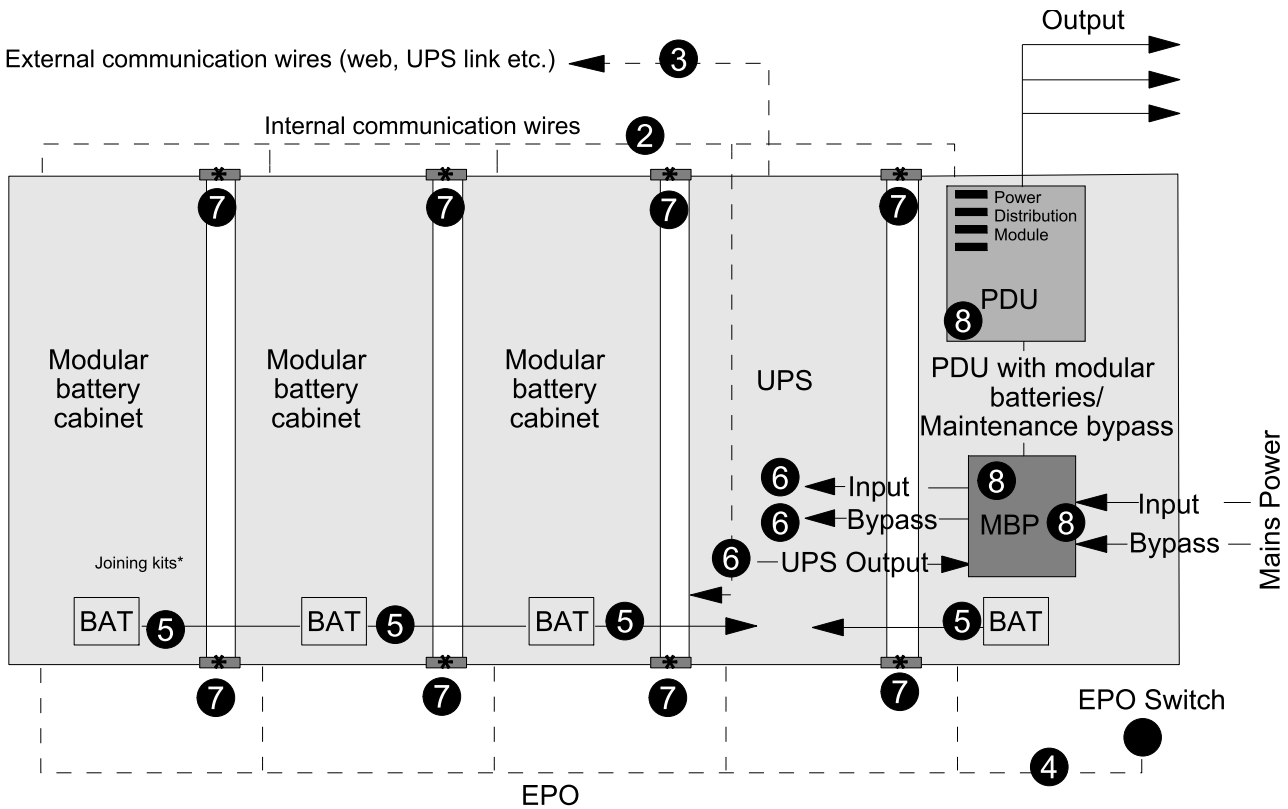 Output
External communication wires (web, UPS link etc.)
3
Internal communication wires
2
*
*
*
*
7
7
7
7
Power
Distribution
Module
PDU
8
Modular
battery
cabinet
Modular
battery
cabinet
Modular
battery
cabinet
UPS
PDU with modular
batteries/
Maintenance bypass
6
Input
8
6
Bypass
MBP
8
Input
Bypass
Mains Power
6
UPS Output
Joining kits*
BAT
5
BAT
5
BAT
5
5
BAT
*
*
*
*
7
7
7
7
EPO Switch
4
EPO